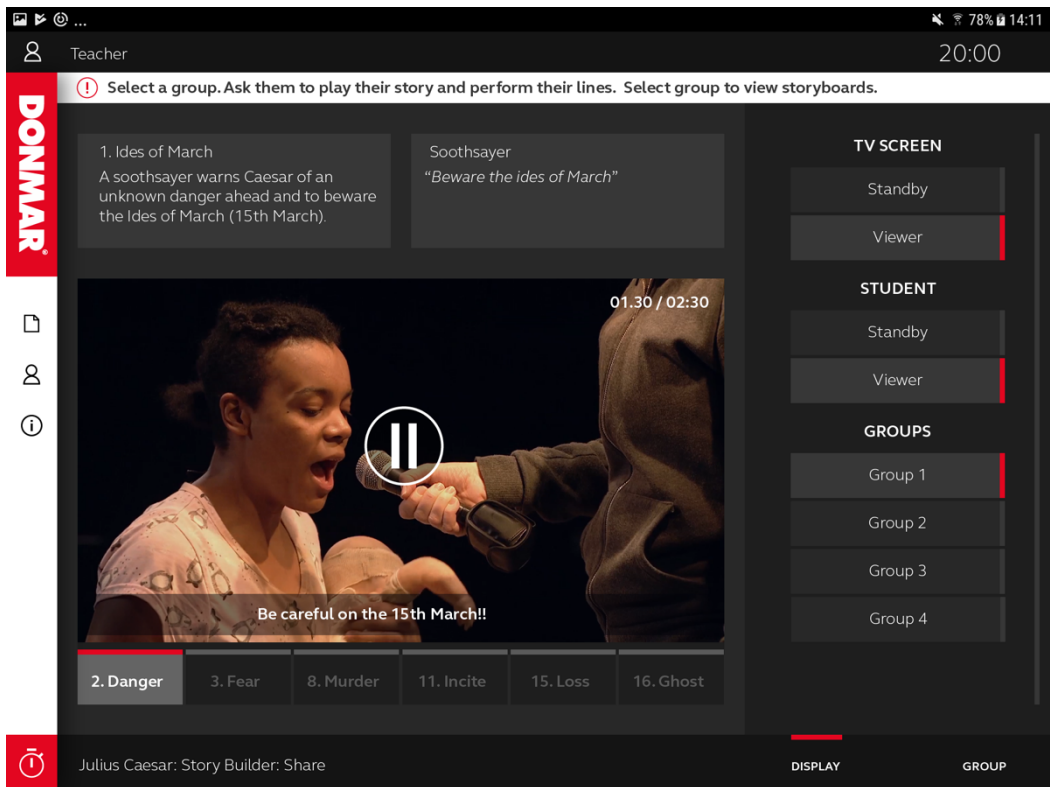 ...
78% 14:11
Teacher
20:00
DONMAR®
Select a group. Ask them to play their story and perform their lines. Select group to view storyboards.
1. Ides of March
A soothsayer warns Caesar of an
unknown danger ahead and to beware
the Ides of March (15th March).
Soothsayer
“Beware the ides of March”
01.30 / 02:30
Be careful on the 15th March!!
2. Danger
3. Fear
8. Murder
11. Incite
15. Loss
16. Ghost
TV SCREEN
Standby
Viewer
STUDENT
Standby
Viewer
GROUPS
Group 1
Group 2
Group 3
Group 4
Julius Caesar: Story Builder: Share
DISPLAY
GROUP